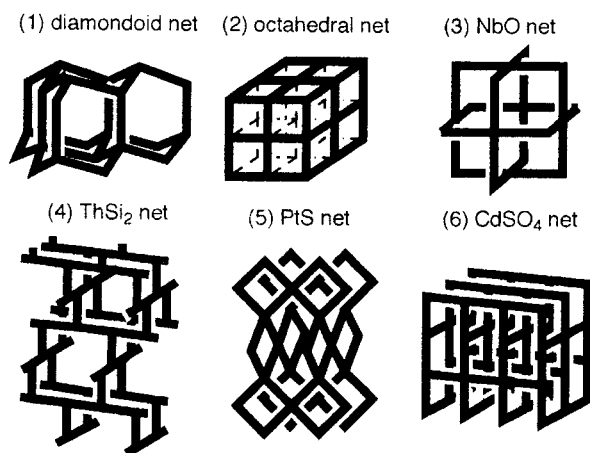 (1) diamondoid net
(2) octahedral net
(3) NbO net
(4) ThSi₂ net
(5) PtS net
(6) CdSO₄ net